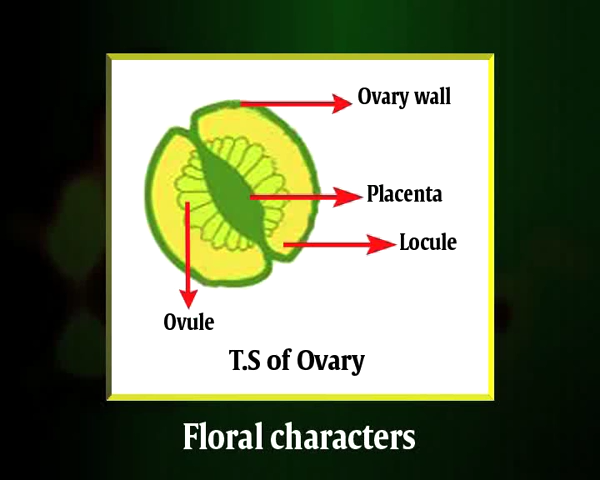 Ovary wall
Placenta
Locule
Ovule
T.S of Ovary
Floral characters